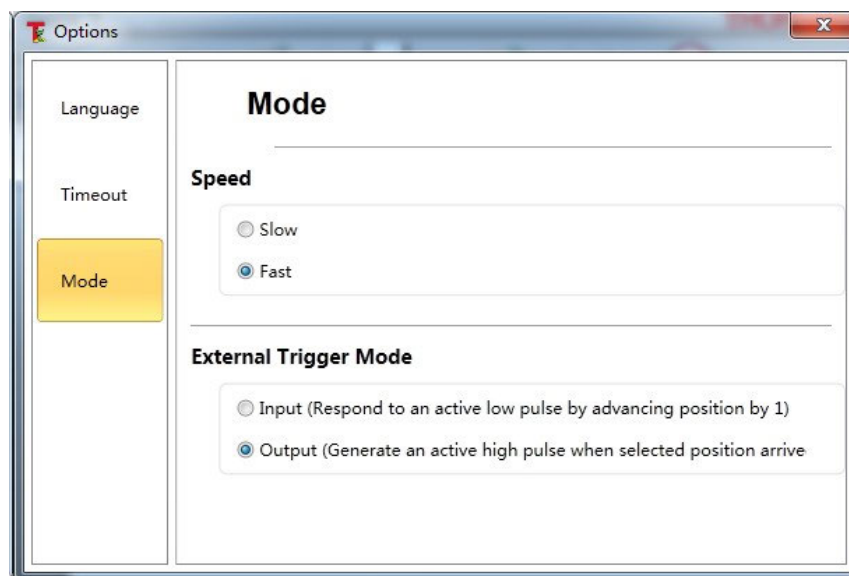 Options
Language
Timeout
Mode
Mode
Speed
Slow
Fast
External Trigger Mode
Input (Respond to an active low pulse by advancing position by 1)
Output (Generate an active high pulse when selected position arrive